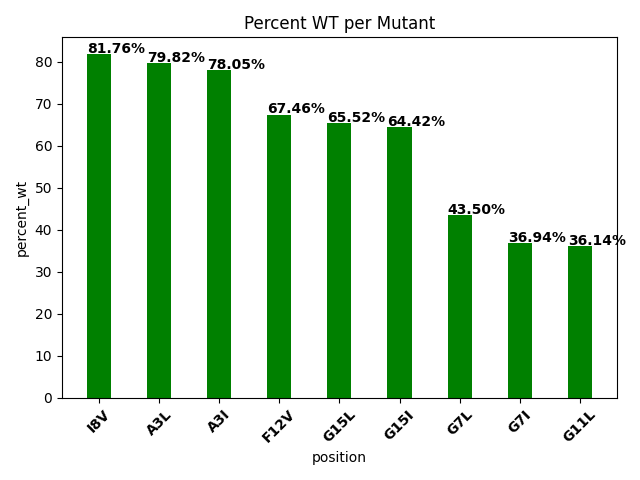 Percent WT per Mutant
81.76%
79.82%
78.05%
67.46%
65.52%
64.42%
43.50%
36.94%
36.14%
percent_wt
80
70
60
50
40
30
20
10
0
I8V
A3L
A3I
F12V
G15L
G15I
G7L
G7I
G11L
position